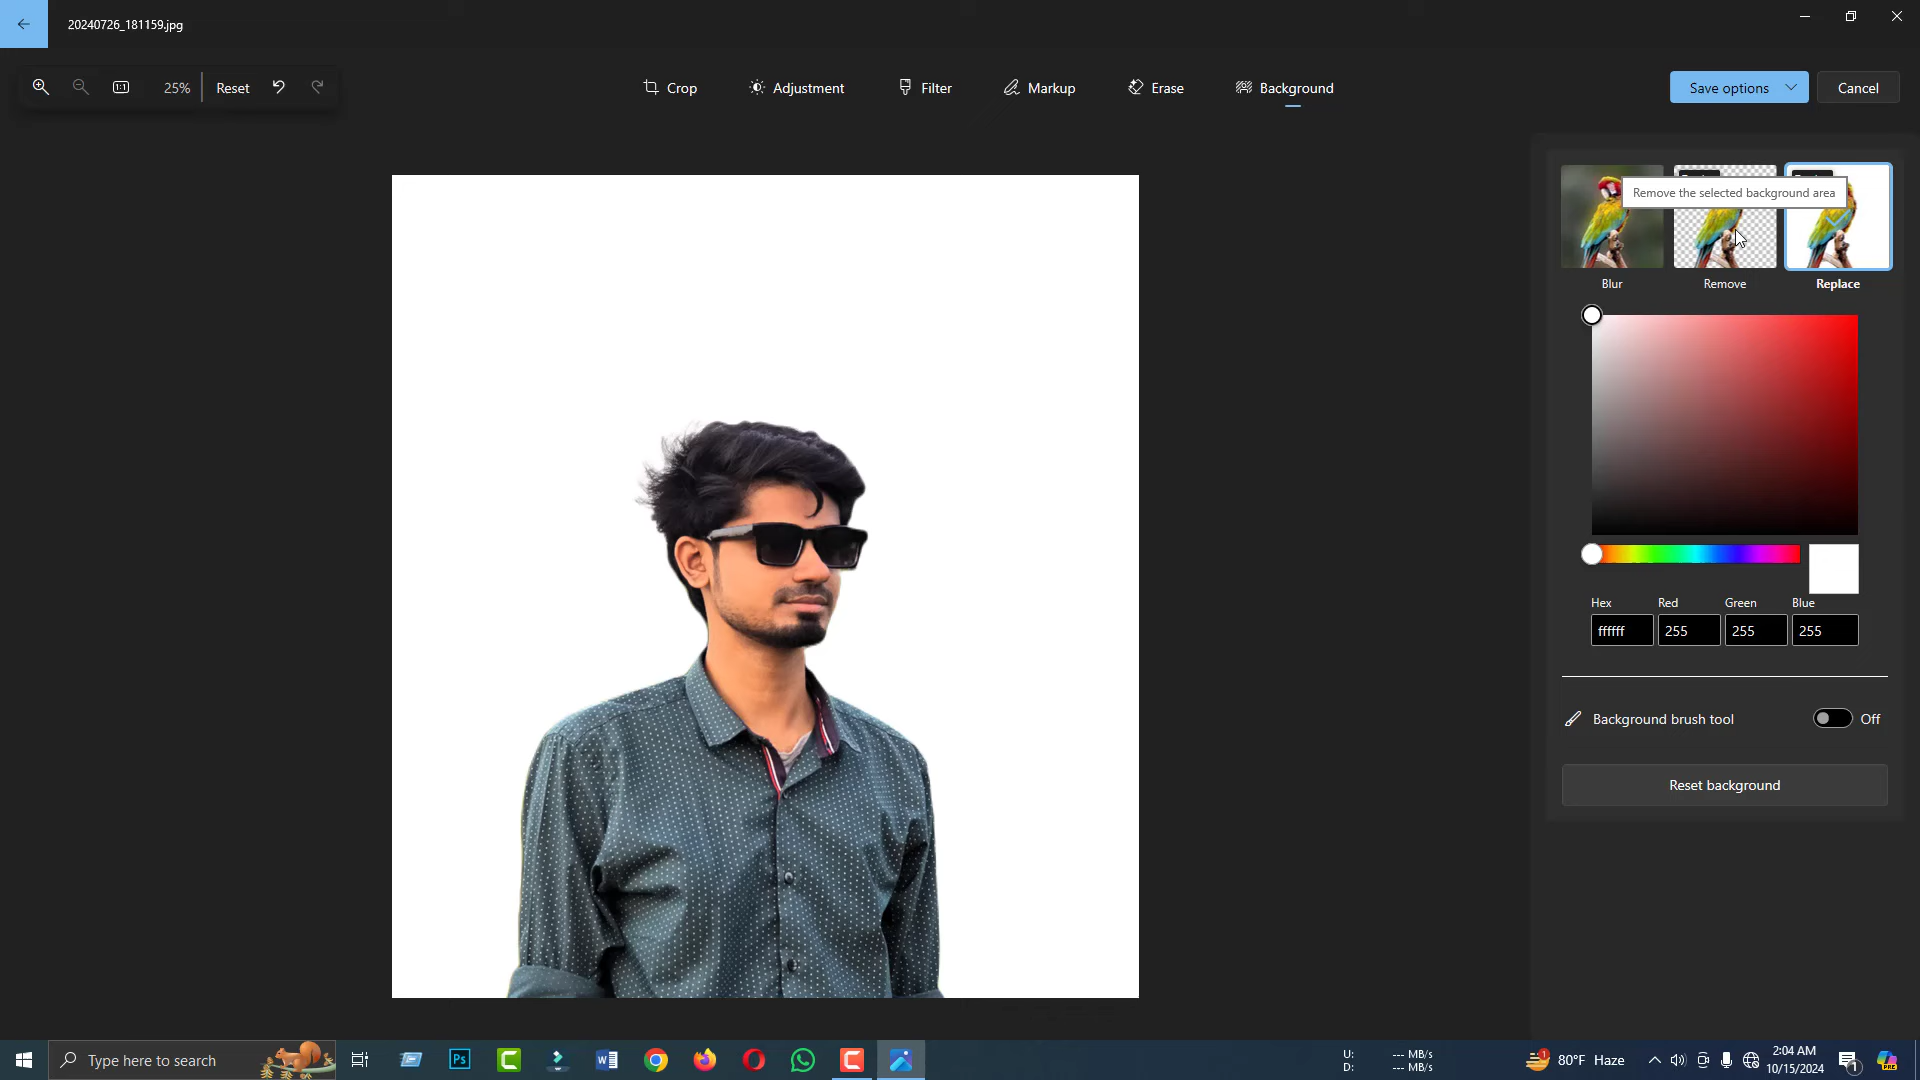 20240726_181159.jpg
25%
Reset
Crop
Adjustment
Filter
Markup
Erase
Background
Save options
Cancel
Remove the selected background area
Blur
Remove
Replace
Hex
Red
Green
Blue
ffffff
255
255
255
Background brush tool
Off
Reset background
Type here to search
Ps
U: --- MB/s
D: --- MB/s
80°F Haze
2:04 AM
10/15/2024
1